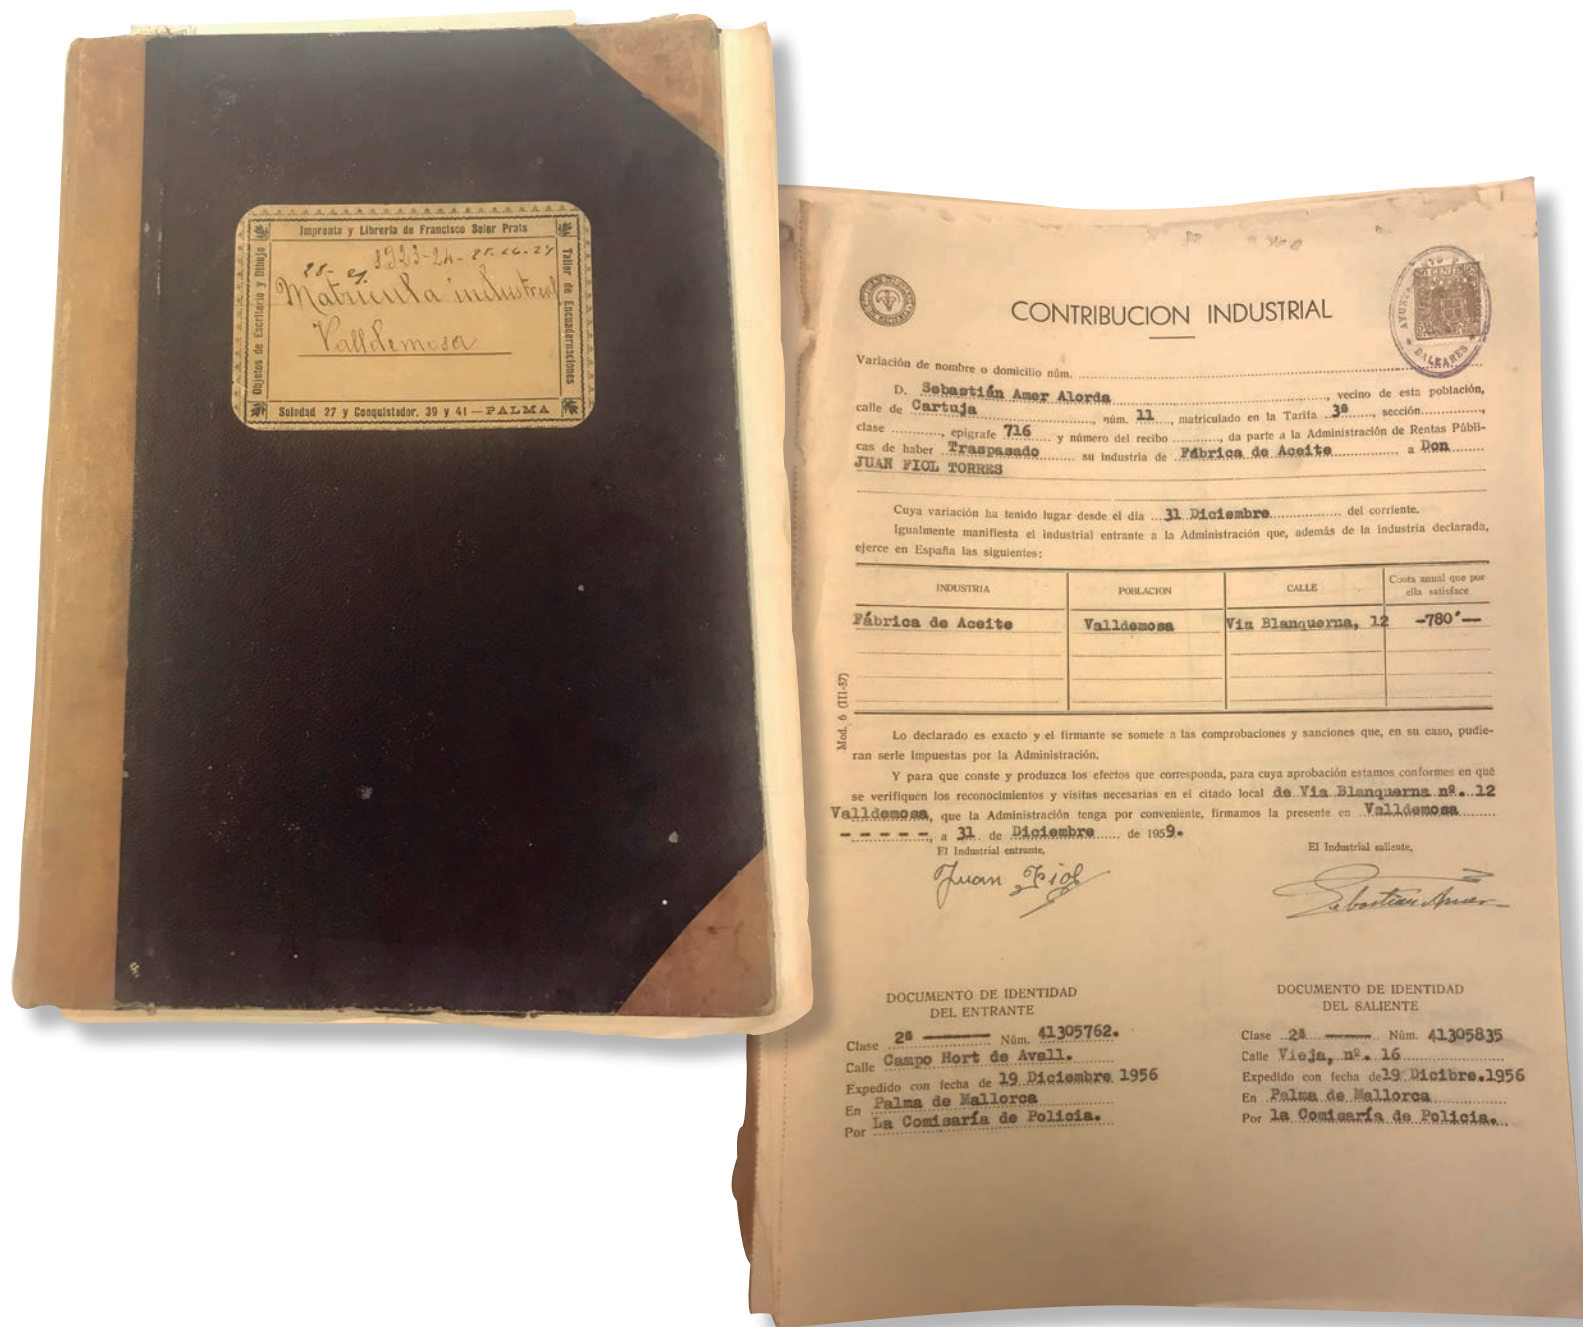 Imprenta y Librería de Francisco Soler Prats
Objetos de Escritorio y Dibujo
Taller de Encuadernaciones
1923-24- 25-26-27
28-29
Matrícula industrial
Valldemosa
Soledad 27 y Conquistador. 39 y 41 — PALMA
CONTRIBUCION INDUSTRIAL
BALEARES
Variación de nombre o domicilio núm.
D. Sebastián Amer Alorda, vecino de esta población,
calle de Cartuja, núm. 11, matriculado en la Tarifa 3ª, sección,
clase, epígrafe 716 y número del recibo, da parte a la Administración de Rentas Públi-
cas de haber Traspasado su industria de Fábrica de Aceite a Don
JUAN FIOL TORRES
Cuya variación ha tenido lugar desde el día 31 Diciembre del corriente.
Igualmente manifiesta el industrial entrante a la Administración que, además de la industria declarada,
ejerce en España las siguientes:
INDUSTRIA POBLACION CALLE Cuota anual que por
ella satisface
Fábrica de Aceite Valldemosa Via Blanquerna, 12 -780'—
Mod. 6 (III-57)
Lo declarado es exacto y el firmante se somete a las comprobaciones y sanciones que, en su caso, pudie-
ran serle impuestas por la Administración.
Y para que conste y produzca los efectos que corresponda, para cuya aprobación estamos conformes en que
se verifiquen los reconocimientos y visitas necesarias en el citado local de Via Blanquerna nº. 12
Valldemosa, que la Administración tenga por conveniente, firmamos la presente en Valldemosa
- - - - -, a 31 de Diciembre de 1959.
El Industrial entrante, El Industrial saliente,
Juan Fiol Sebastian Amer
DOCUMENTO DE IDENTIDAD
DEL ENTRANTE
Clase 2ª Núm. 41305762.
Calle Campo Hort de Avell.
Expedido con fecha de 19 Diciembre 1956
En Palma de Mallorca
Por La Comisaría de Policia.
DOCUMENTO DE IDENTIDAD
DEL SALIENTE
Clase 2ª Núm. 41305835
Calle Vieja, nº. 16
Expedido con fecha de 19 Dicibre. 1956
En Palma de Mallorca
Por la Comisaría de Policia.